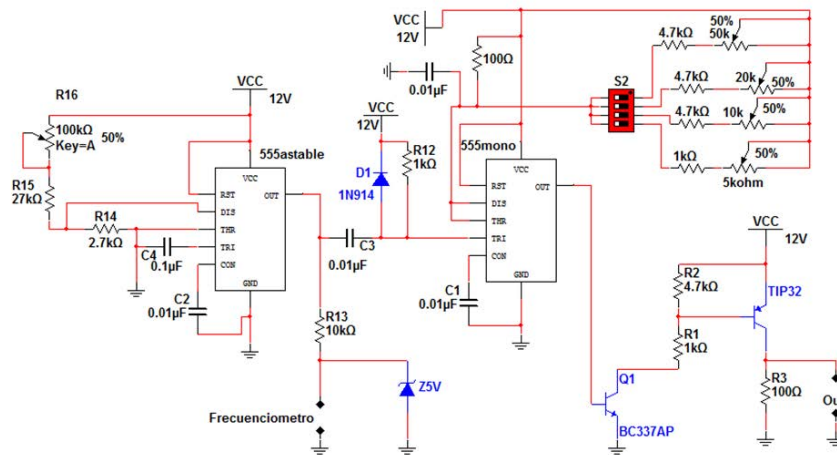 VCC
12V
0.01µF
100Ω
S2
4.7kΩ
50%
50k
4.7kΩ
20k
50%
4.7kΩ
10k
50%
1kΩ
50%
5kohm
R16
100kΩ
Key=A
50%
VCC
12V
R15
27kΩ
R14
2.7kΩ
C4
0.1µF
C2
0.01µF
555astable
VCC
RST
OUT
DIS
THR
TRI
CON
GND
VCC
12V
D1
1N914
R12
1kΩ
C3
0.01µF
R13
10kΩ
Z5V
Frecuenciometro
555mono
VCC
RST
OUT
DIS
THR
TRI
CON
GND
C1
0.01µF
VCC
12V
R2
4.7kΩ
R1
1kΩ
TIP32
Q1
BC337AP
R3
100Ω
Ou